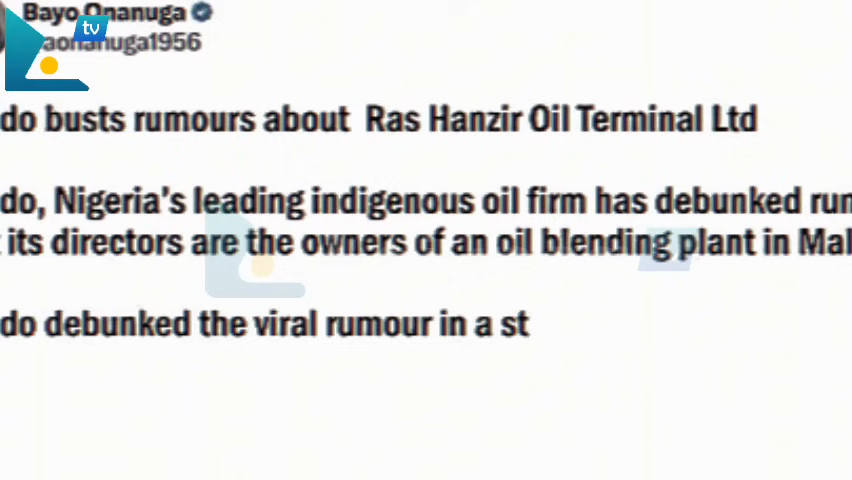 Bayo Onanuga
tv
aonanuga1956
do busts rumours about Ras Hanzir Oil Terminal Ltd
do, Nigeria's leading indigenous oil firm has debunked
its directors are the owners of an oil blending plant in
do debunked the viral rumour in a st